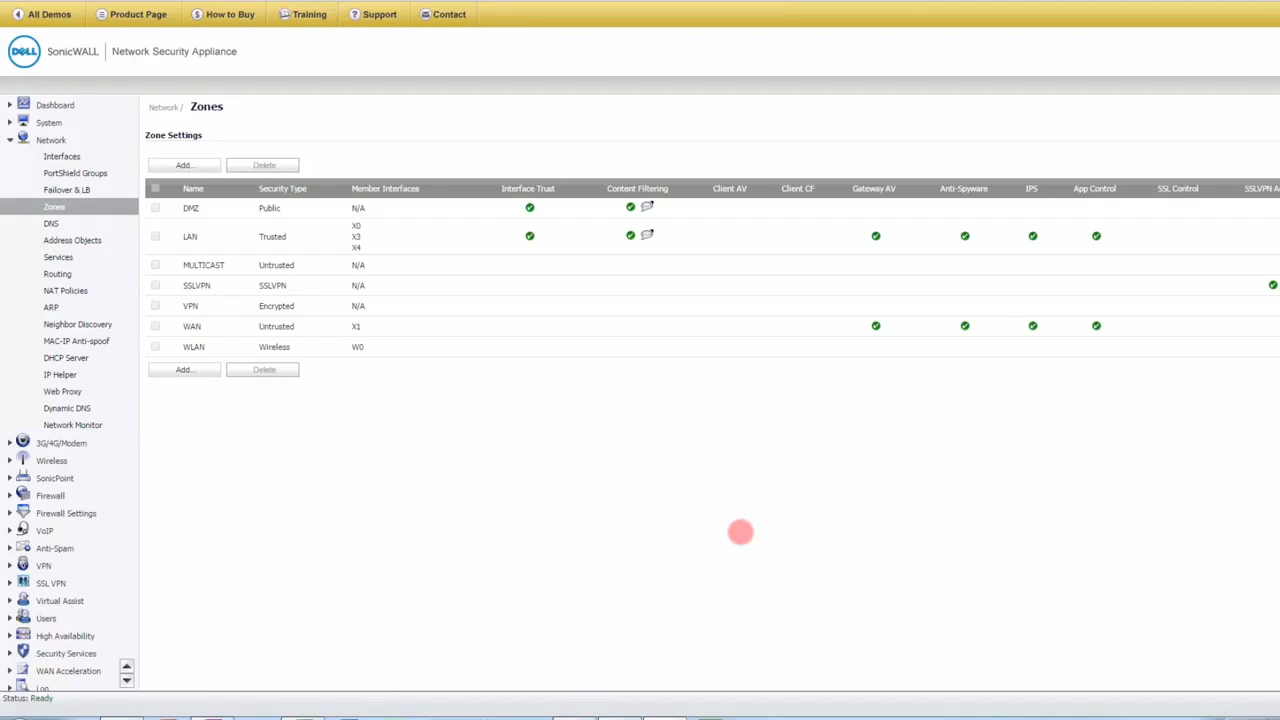 All Demos Product Page How to Buy Training Support Contact
DELL SonicWALL Network Security Appliance
Dashboard
System
Network
Interfaces
PortShield Groups
Failover & LB
Zones
DNS
Address Objects
Services
Routing
NAT Policies
ARP
Neighbor Discovery
MAC-IP Anti-spoof
DHCP Server
IP Helper
Web Proxy
Dynamic DNS
Network Monitor
3G/4G/Modem
Wireless
SonicPoint
Firewall
Firewall Settings
VoIP
Anti-Spam
VPN
SSL VPN
Virtual Assist
Users
High Availability
Security Services
WAN Acceleration
Log
Network / Zones
Zone Settings
Add... Delete
Name Security Type Member Interfaces Interface Trust Content Filtering Client AV Client CF Gateway AV Anti-Spyware IPS App Control SSL Control SSLVPN
DMZ Public N/A
LAN Trusted X0
X3
X4
MULTICAST Untrusted N/A
SSLVPN SSLVPN N/A
VPN Encrypted N/A
WAN Untrusted X1
WLAN Wireless W0
Add... Delete
Status: Ready